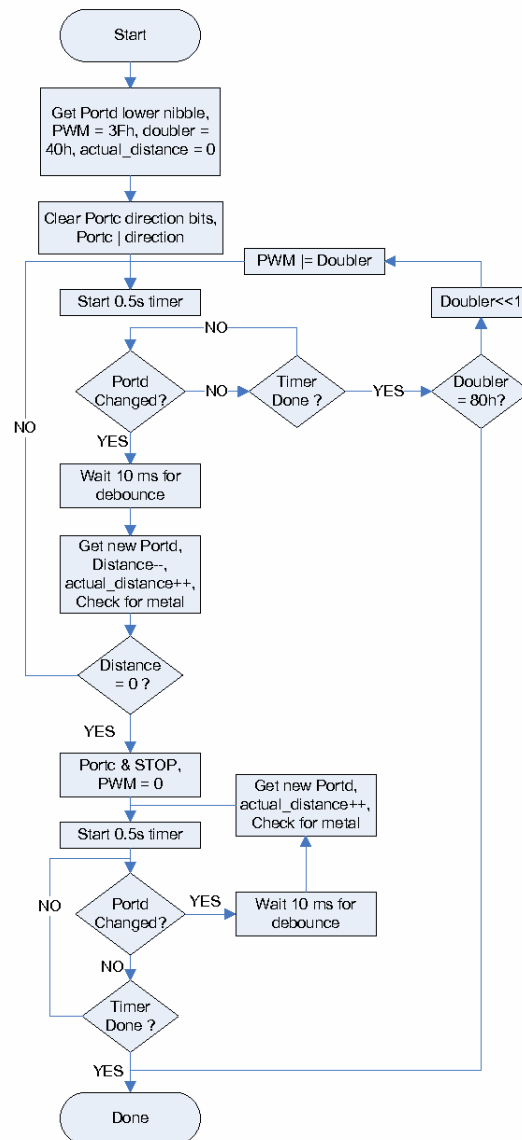 Start
Get Portd lower nibble,
PWM = 3Fh, doubler =
40h, actual_distance = 0
Clear Portc direction bits,
Portc | direction
PWM |= Doubler
Start 0.5s timer
Doubler<<1
NO
Portd
Changed?
NO
Timer
Done ?
YES
Doubler
= 80h?
NO
YES
Wait 10 ms for
debounce
Get new Portd,
Distance--,
actual_distance++,
Check for metal
Distance
= 0 ?
YES
Portc & STOP,
PWM = 0
Get new Portd,
actual_distance++,
Check for metal
Start 0.5s timer
NO
Portd
Changed?
YES
Wait 10 ms for
debounce
NO
Timer
Done ?
YES
Done